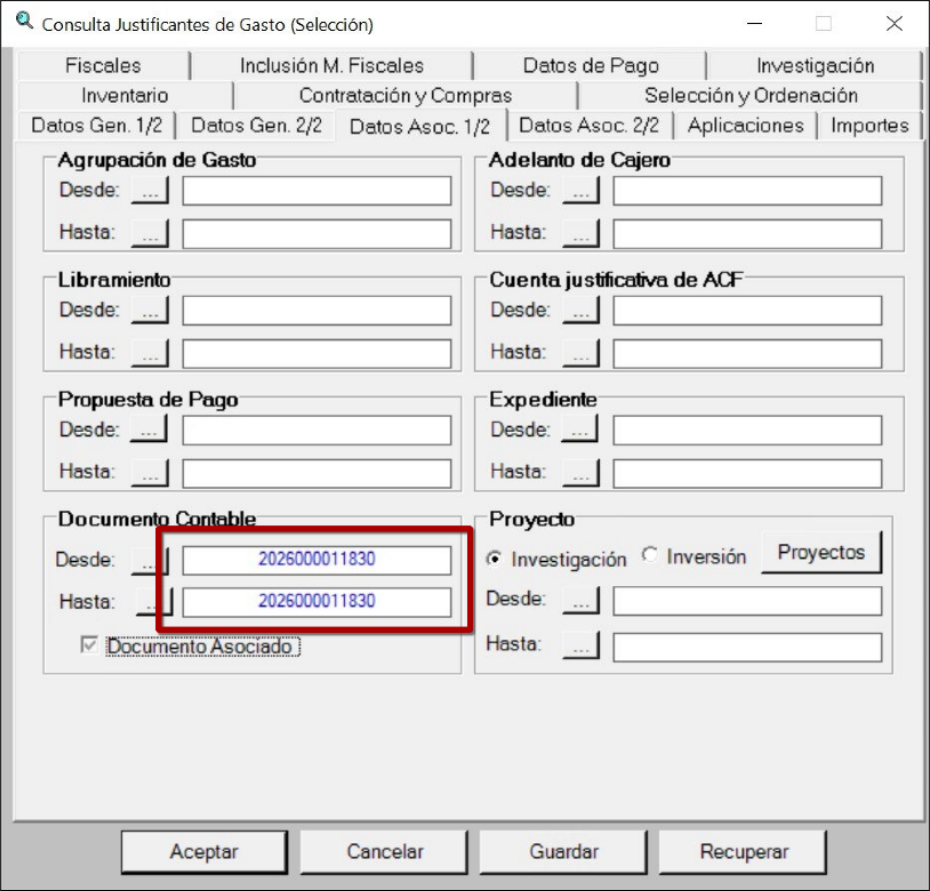 Consulta Justificantes de Gasto (Selección)
Fiscales Inclusión M. Fiscales Datos de Pago Investigación
Inventario Contratación y Compras Selección y Ordenación
Datos Gen. 1/2 Datos Gen. 2/2 Datos Asoc. 1/2 Datos Asoc. 2/2 Aplicaciones Importes
Agrupación de Gasto
Desde: ...
Hasta: ...
Adelanto de Cajero
Desde: ...
Hasta: ...
Libramiento
Desde: ...
Hasta: ...
Cuenta justificativa de ACF
Desde: ...
Hasta: ...
Propuesta de Pago
Desde: ...
Hasta: ...
Expediente
Desde: ...
Hasta: ...
Documento Contable
Desde: ... 2026000011830
Hasta: ... 2026000011830
Documento Asociado
Proyecto
Investigación Inversión Proyectos
Desde: ...
Hasta: ...
Aceptar Cancelar Guardar Recuperar